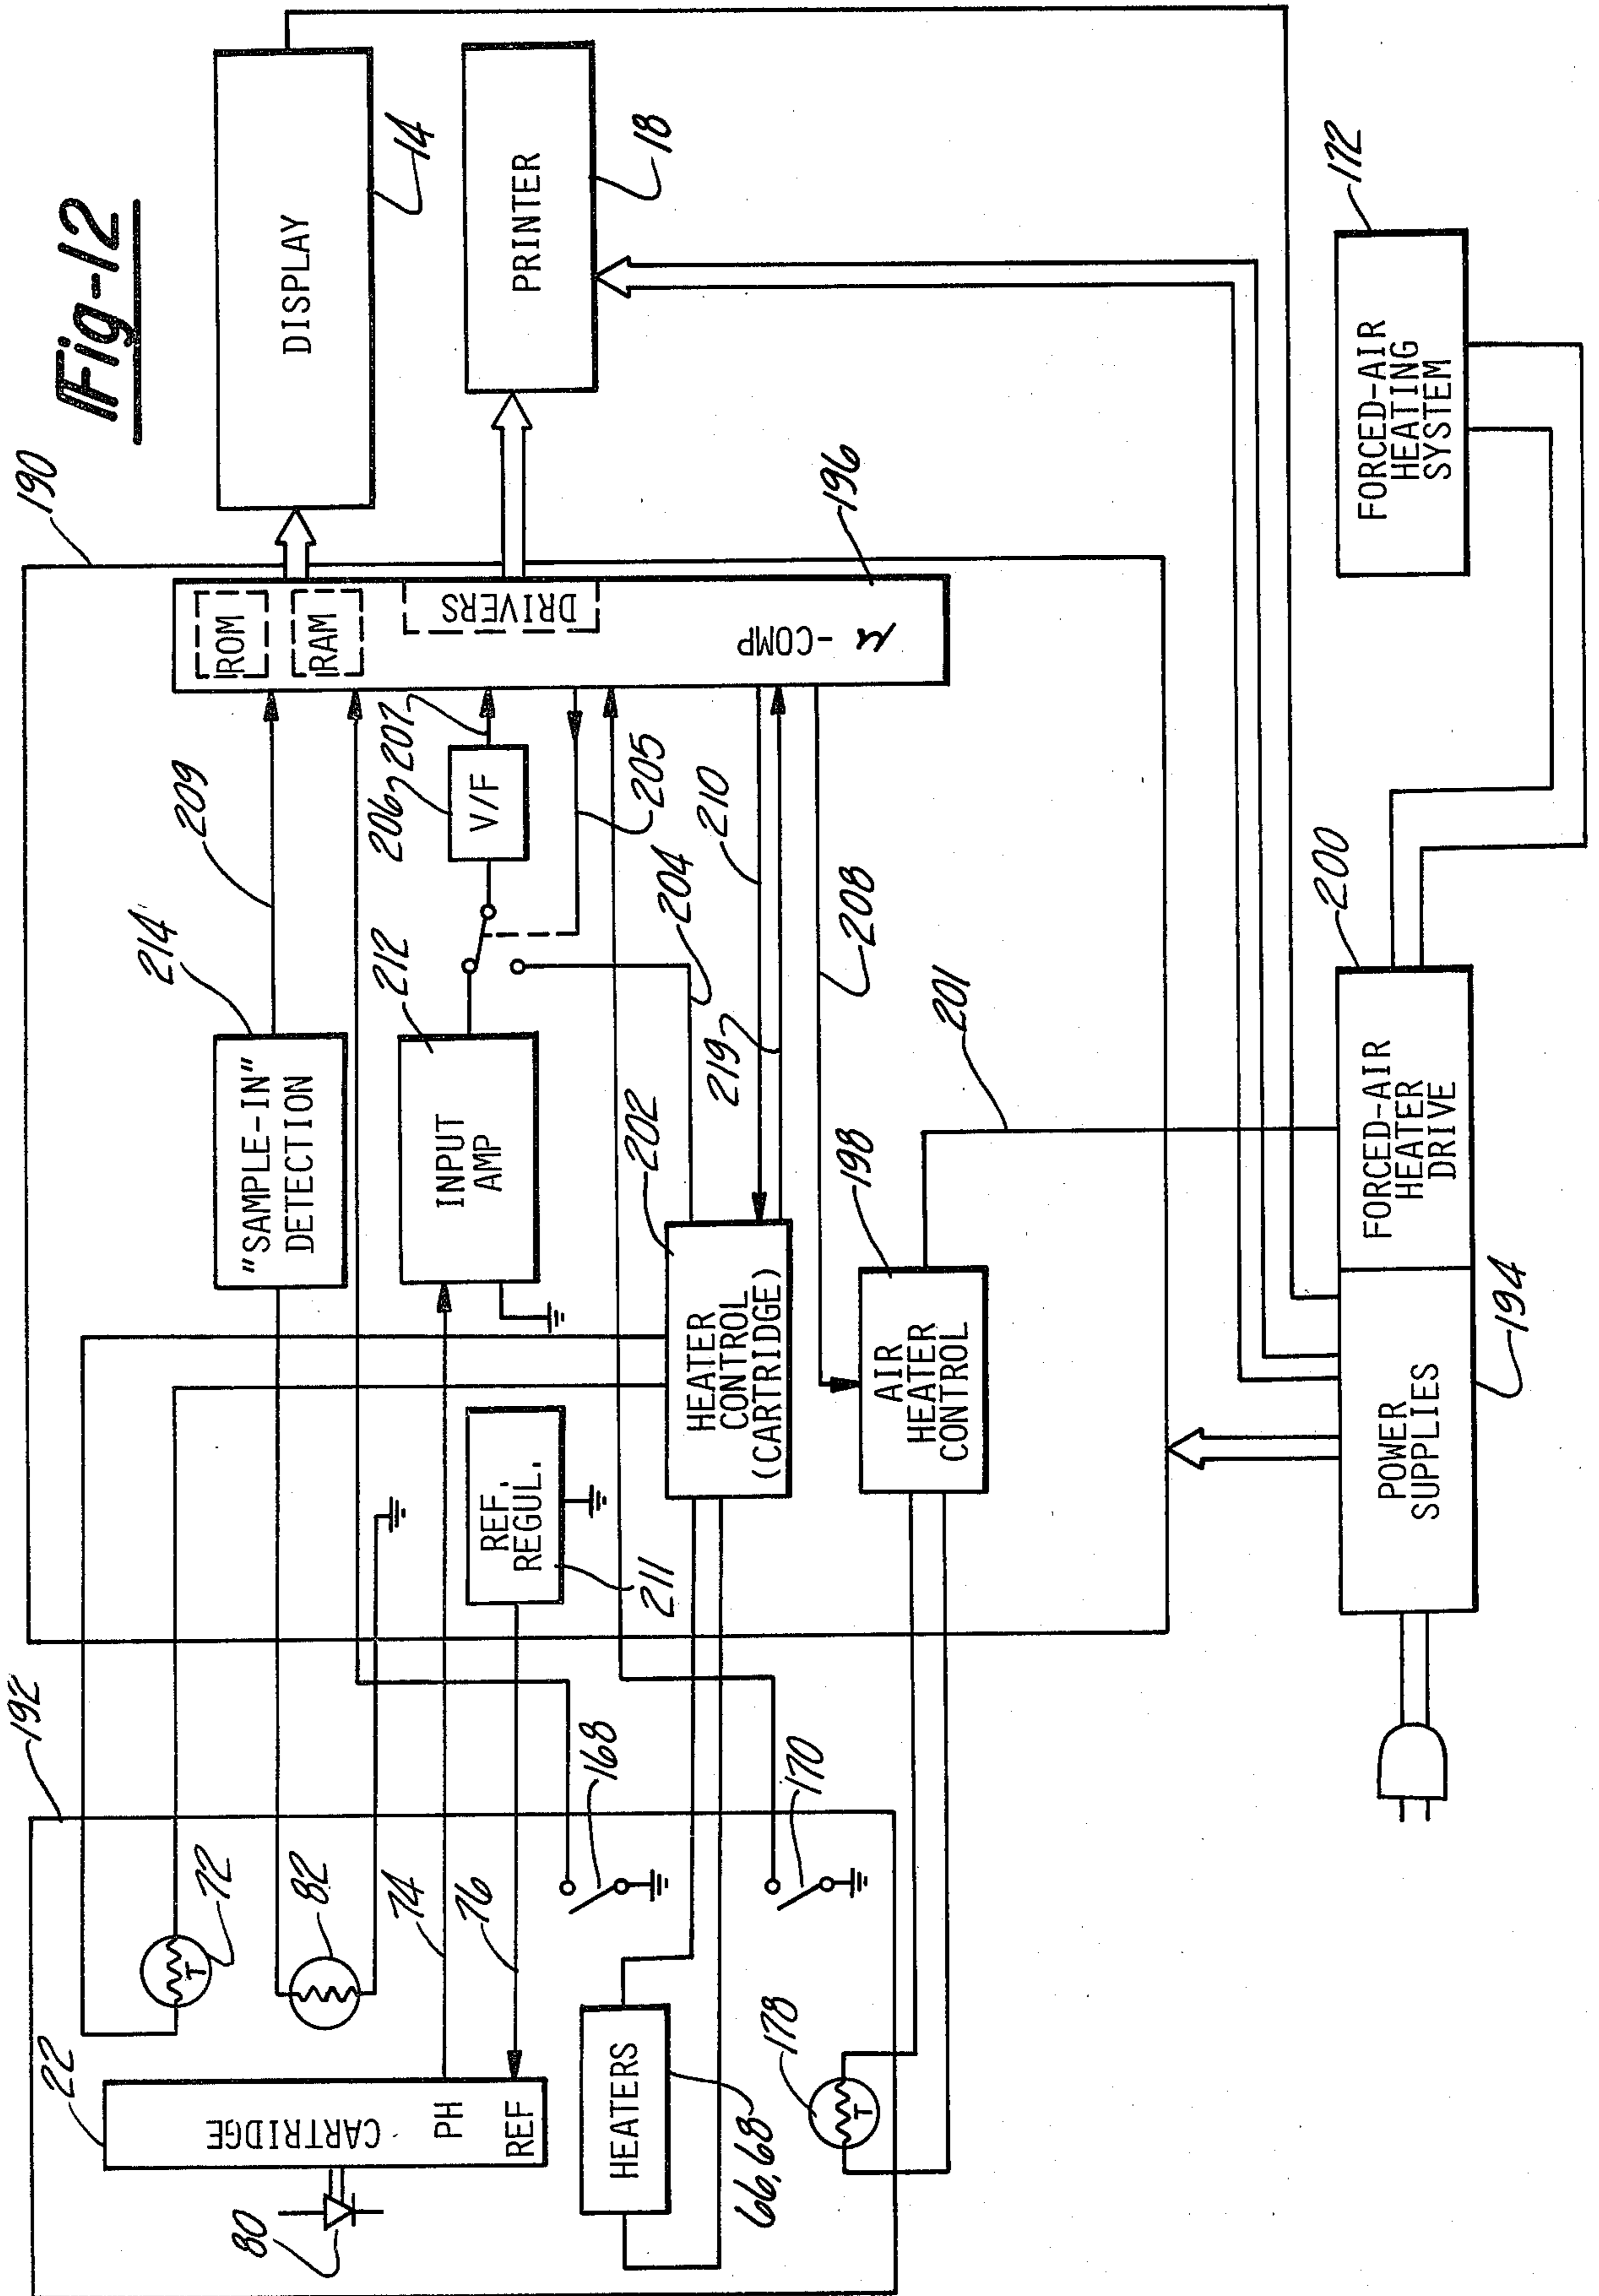 Fig-12
192
190
22
CARTRIDGE
PH
REF
80
72
82
74
76
168
170
HEATERS
66,68
178
"SAMPLE-IN"
DETECTION
214
209
INPUT
AMP
212
REF.
REGUL.
211
HEATER
CONTROL
(CARTRIDGE)
202
204
AIR
HEATER
CONTROL
198
201
V/F
206
207
205
210
219
208
ROM
RAM
DRIVERS
μ-COMP
196
DISPLAY
14
PRINTER
18
POWER
SUPPLIES
194
FORCED-AIR
HEATER
DRIVE
200
FORCED-AIR
HEATING
SYSTEM
172